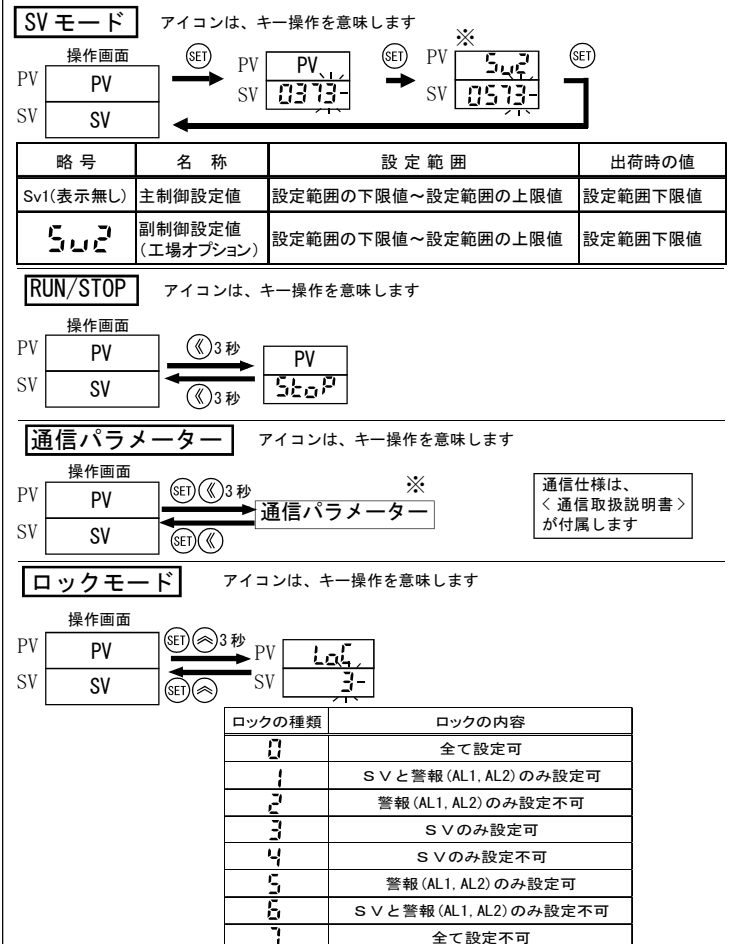 SVモード アイコンは、キー操作を意味します
操作画面
PV PV
SV SV
SET
PV PV
SV 0373-
SET
※
PV Sv2
SV 0573-
SET
略号 名　称 設定範囲 出荷時の値
Sv1(表示無し) 主制御設定値 設定範囲の下限値～設定範囲の上限値 設定範囲下限値
Sv2 副制御設定値(工場オプション) 設定範囲の下限値～設定範囲の上限値 設定範囲下限値
RUN/STOP アイコンは、キー操作を意味します
操作画面
PV PV
SV SV
《 3秒
《 3秒
PV
StoP
通信パラメーター アイコンは、キー操作を意味します
操作画面
PV PV
SV SV
SET 《 3秒
SET 《
※
通信パラメーター
通信仕様は、
<通信取扱説明書>
が付属します
ロックモード アイコンは、キー操作を意味します
操作画面
PV PV
SV SV
SET ︽ 3秒
SET ︽
PV LoC
SV 3-
ロックの種類 ロックの内容
0 全て設定可
1 ＳＶと警報(AL1, AL2)のみ設定可
2 警報(AL1, AL2)のみ設定不可
3 ＳＶのみ設定可
4 ＳＶのみ設定不可
5 警報(AL1, AL2)のみ設定可
6 ＳＶと警報(AL1, AL2)のみ設定不可
7 全て設定不可